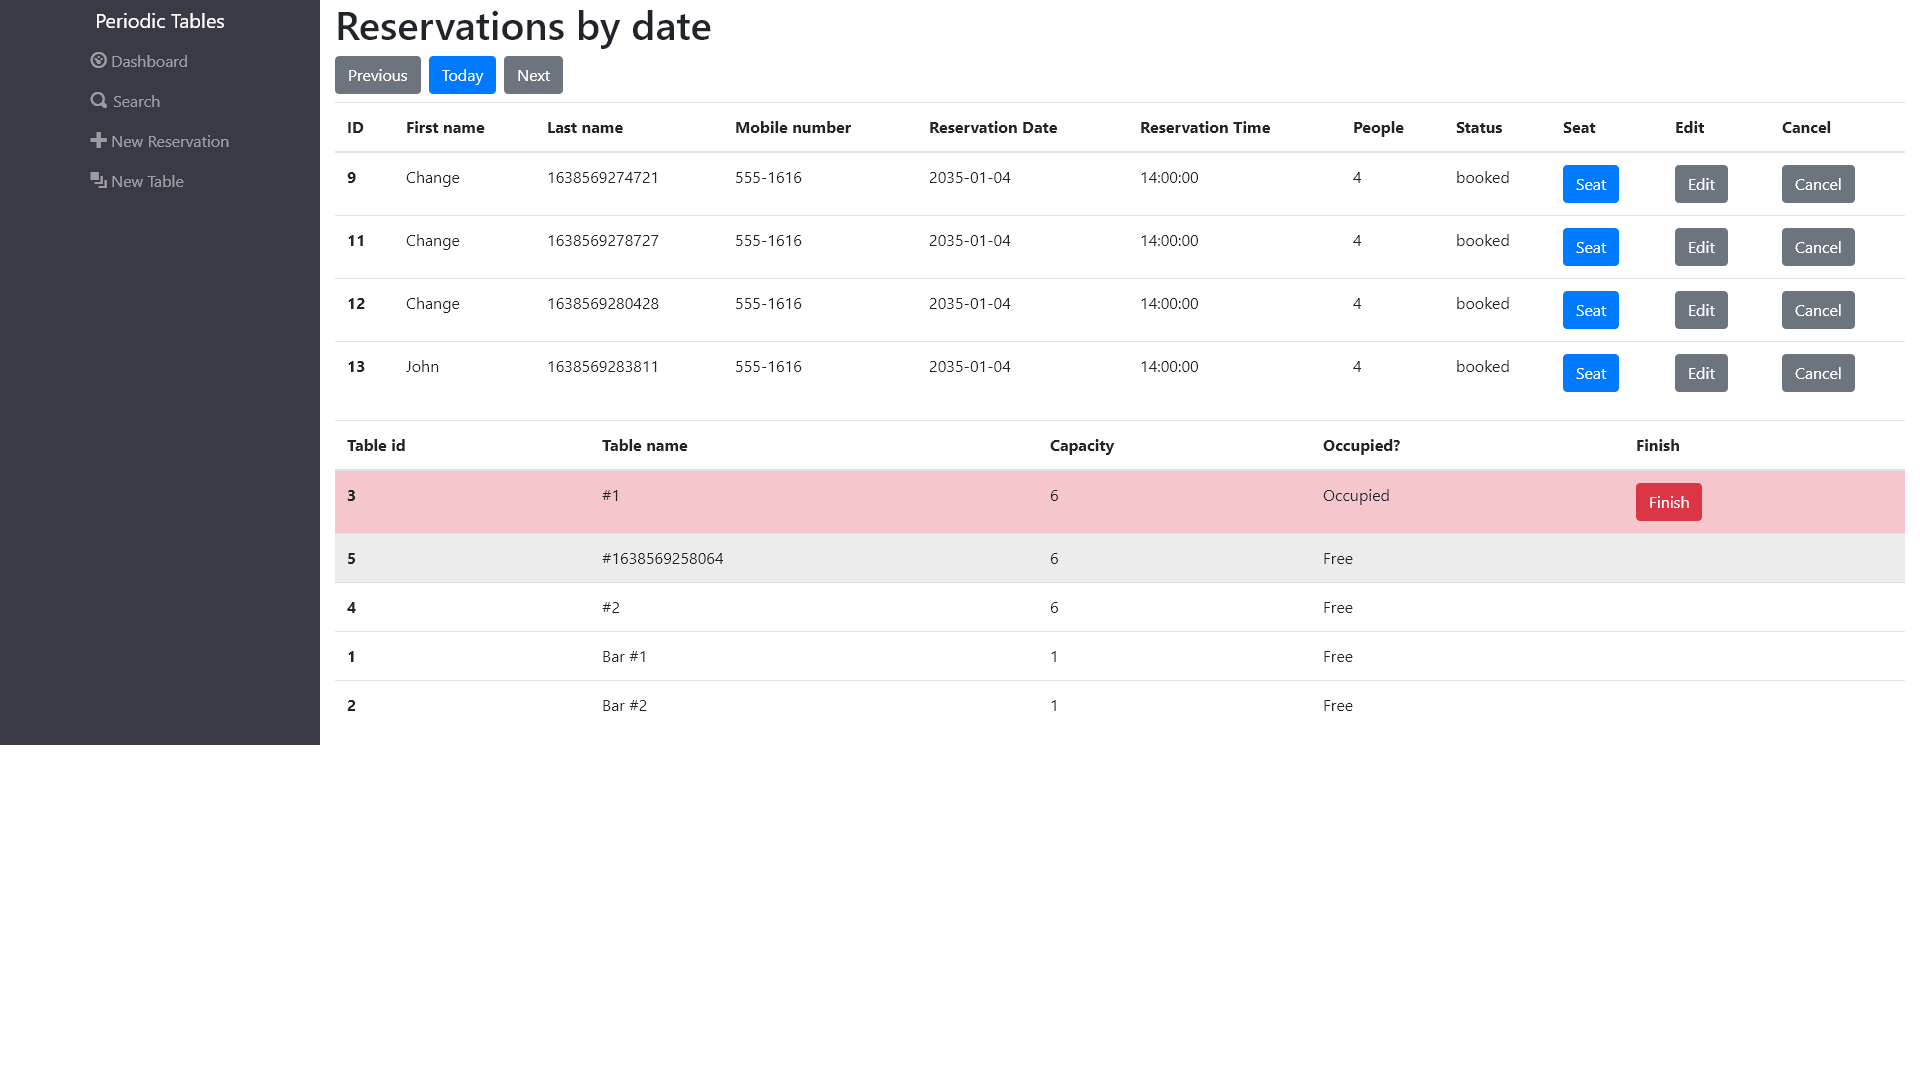 Periodic Tables
Dashboard
Search
New Reservation
New Table
Reservations by date
Previous Today Next
ID First name Last name Mobile number Reservation Date Reservation Time People Status Seat Edit Cancel
9 Change 1638569274721 555-1616 2035-01-04 14:00:00 4 booked Seat Edit Cancel
11 Change 1638569278727 555-1616 2035-01-04 14:00:00 4 booked Seat Edit Cancel
12 Change 1638569280428 555-1616 2035-01-04 14:00:00 4 booked Seat Edit Cancel
13 John 1638569283811 555-1616 2035-01-04 14:00:00 4 booked Seat Edit Cancel
Table id Table name Capacity Occupied? Finish
3 #1 6 Occupied Finish
5 #1638569258064 6 Free
4 #2 6 Free
1 Bar #1 1 Free
2 Bar #2 1 Free